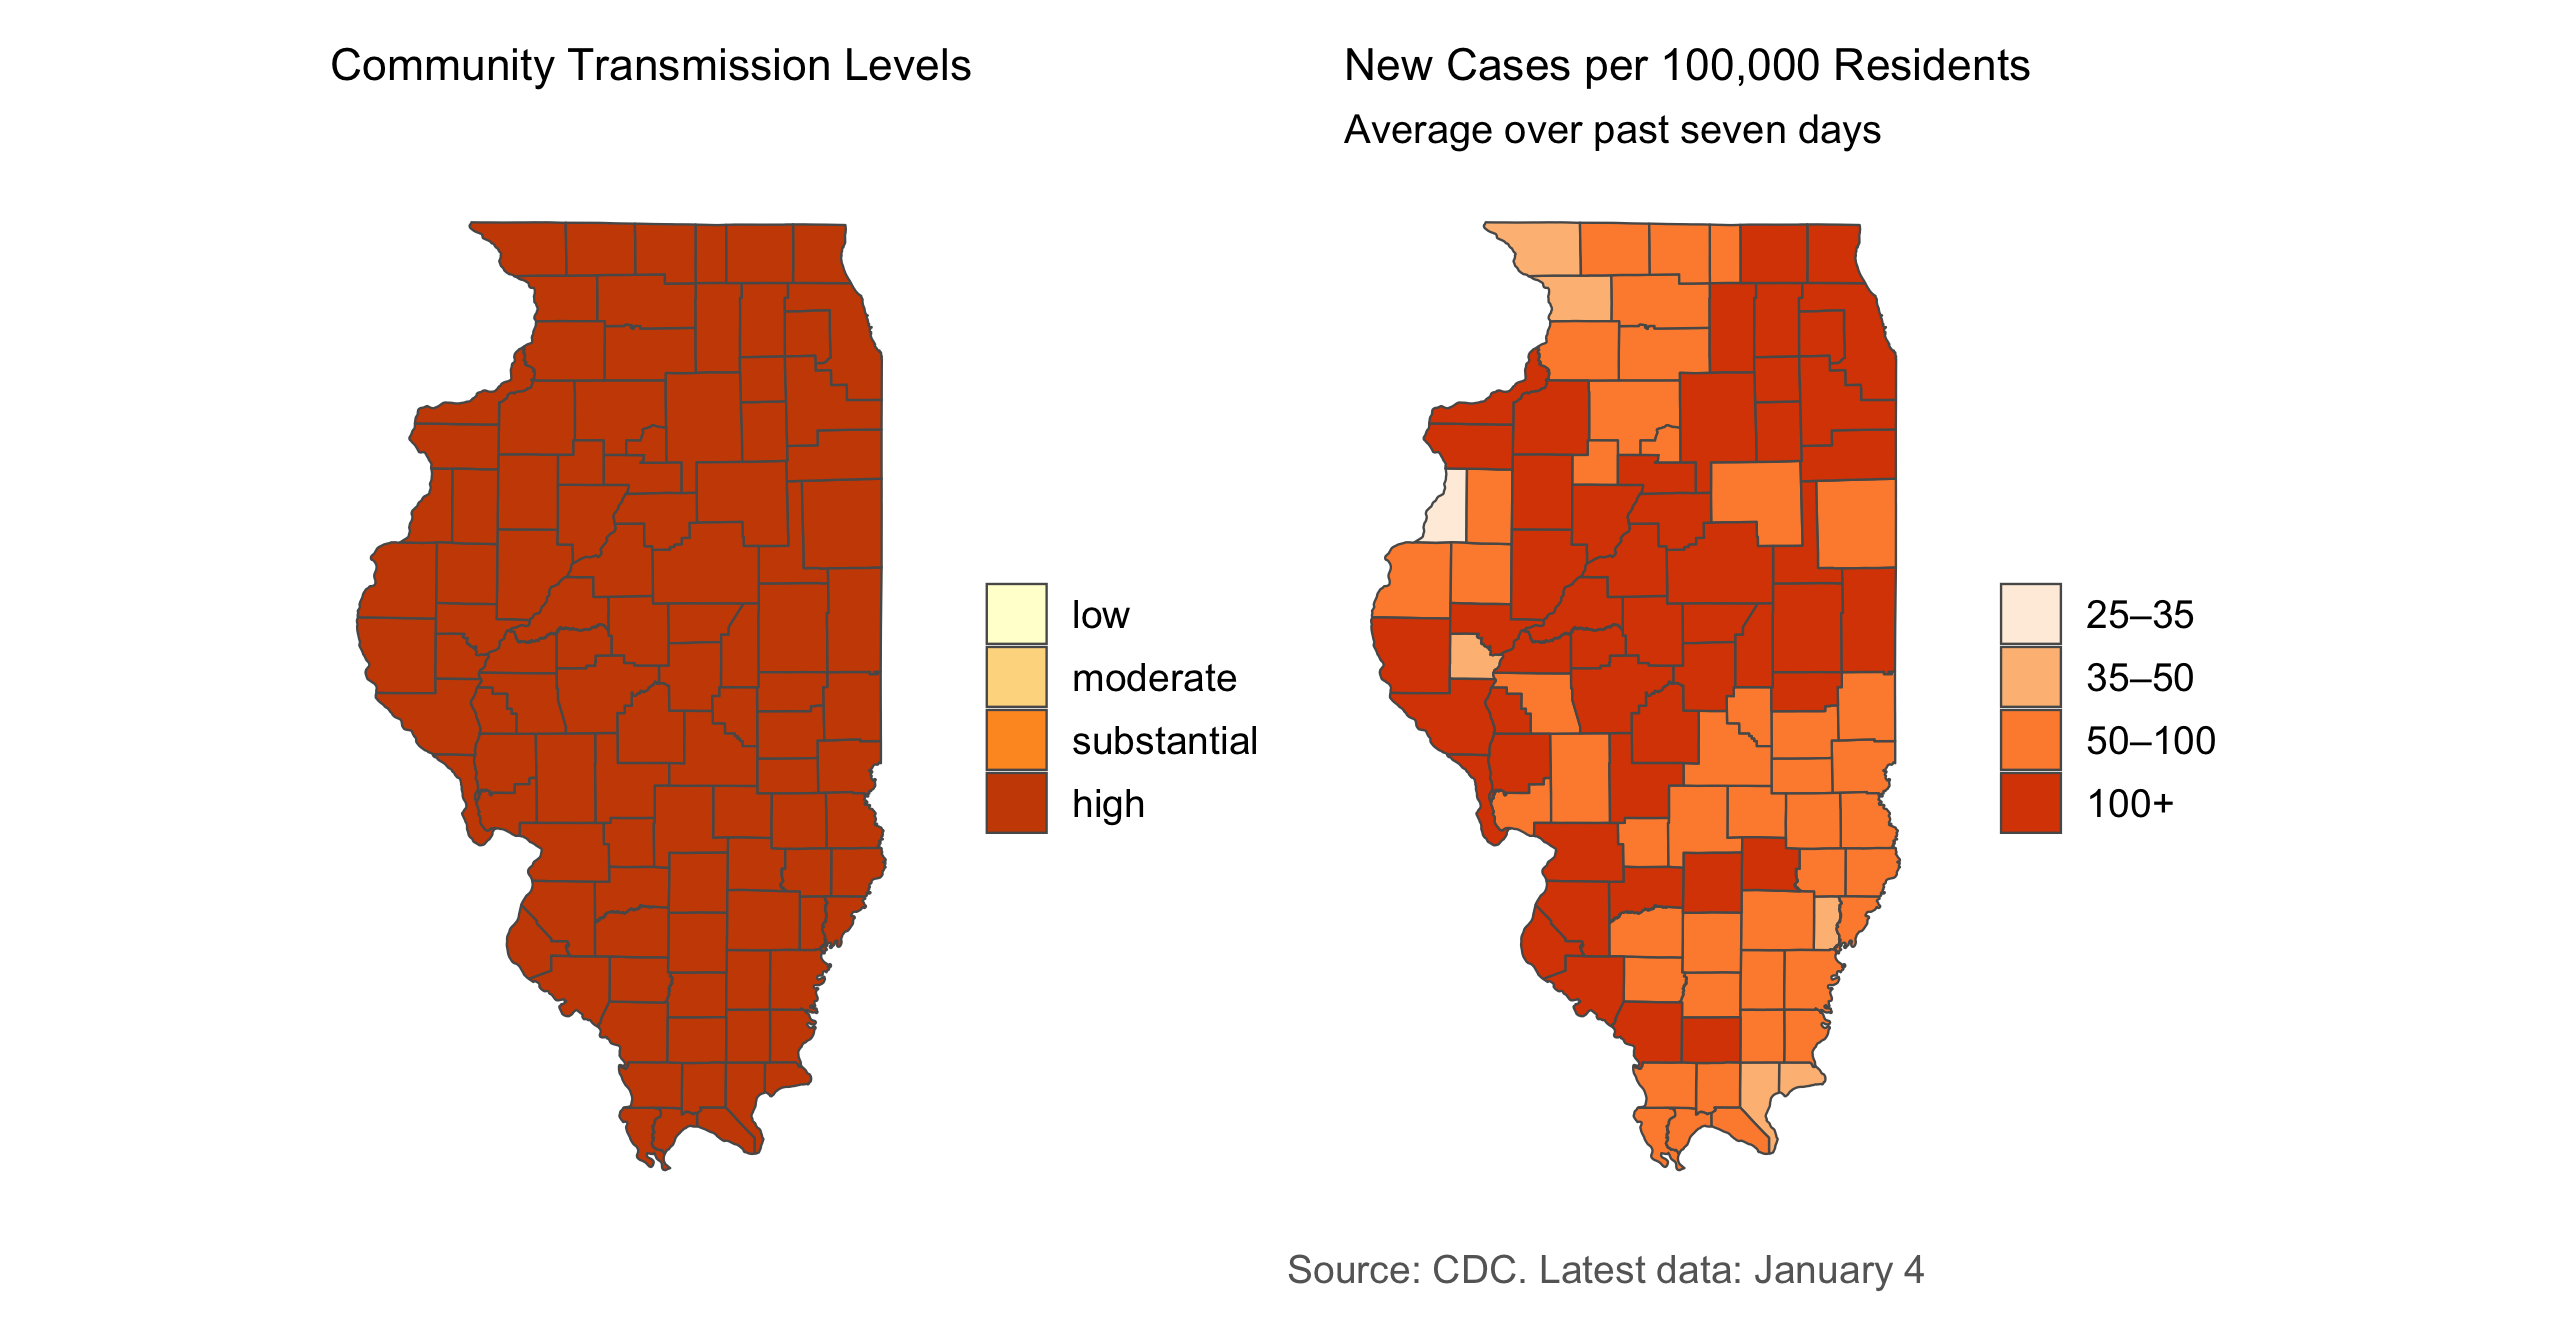 Community Transmission Levels
low
moderate
substantial
high
New Cases per 100,000 Residents
Average over past seven days
25–35
35–50
50–100
100+
Source: CDC. Latest data: January 4